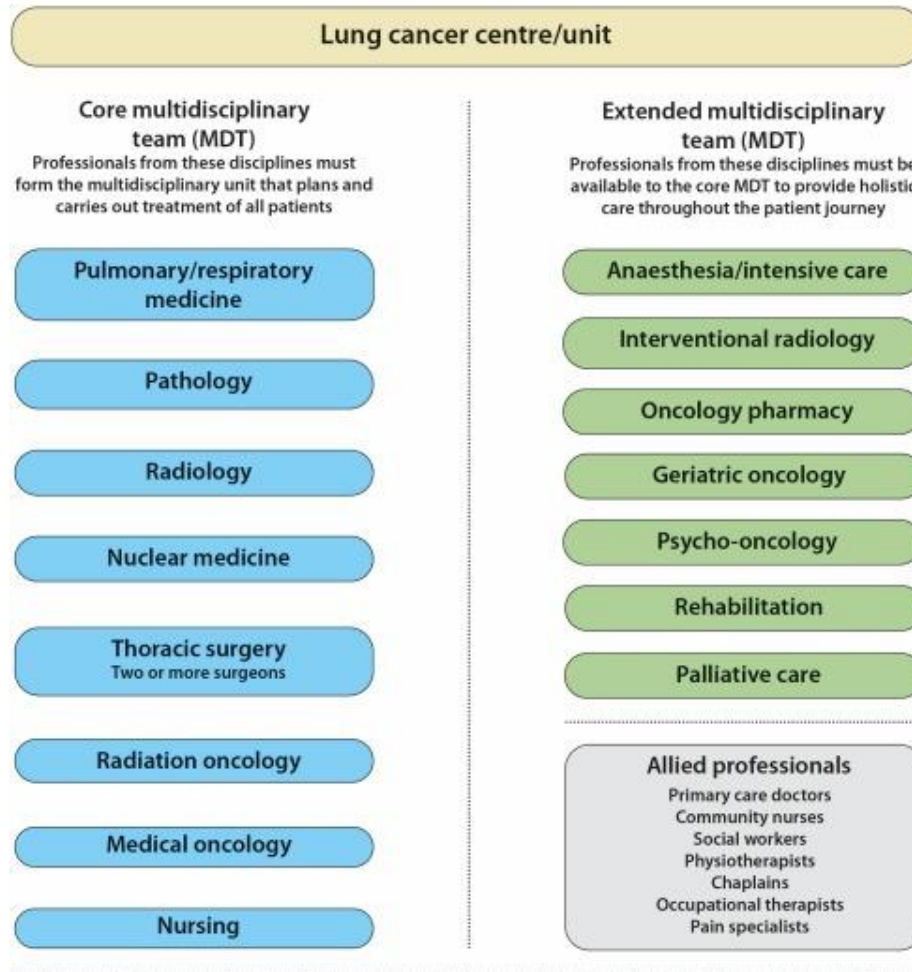 Lung cancer centre/unit
Core multidisciplinary
team (MDT)
Professionals from these disciplines must
form the multidisciplinary unit that plans and
carries out treatment of all patients
Pulmonary/respiratory
medicine
Pathology
Radiology
Nuclear medicine
Thoracic surgery
Two or more surgeons
Radiation oncology
Medical oncology
Nursing
Extended multidisciplinary
team (MDT)
Professionals from these disciplines must be
available to the core MDT to provide holistic
care throughout the patient journey
Anaesthesia/intensive care
Interventional radiology
Oncology pharmacy
Geriatric oncology
Psycho-oncology
Rehabilitation
Palliative care
Allied professionals
Primary care doctors
Community nurses
Social workers
Physiotherapists
Chaplains
Occupational therapists
Pain specialists